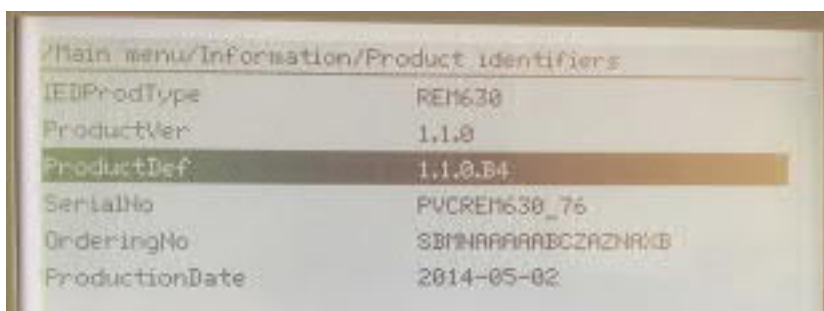 /Main menu/Information/Product identifiers
IEDProdType REM630
ProductVer 1.1.0
ProductDef 1.1.0.B4
SerialNo PVCREM630_76
OrderingNo SBMNAAAAABCZAZNAXB
ProductionDate 2014-05-02